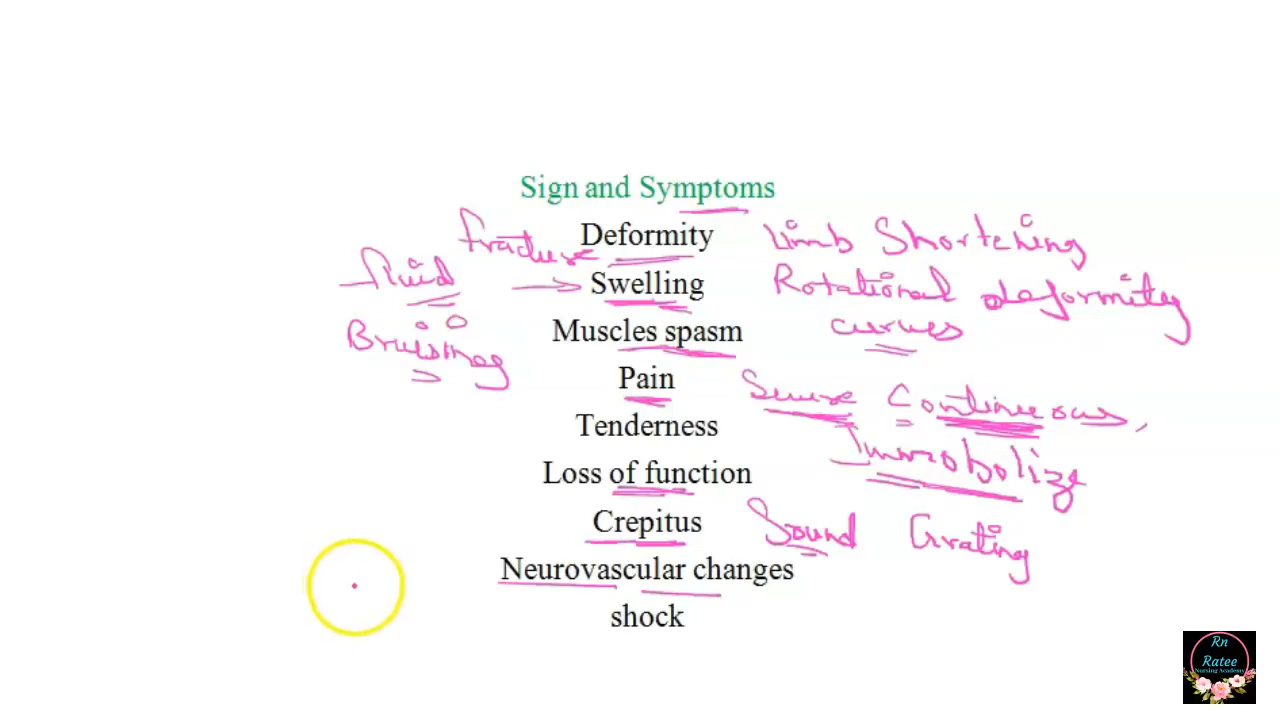 Sign and Symptoms
fracture Deformity Limb Shortening
fluid → Swelling Rotational deformity
curves
Bruising Muscles spasm
Pain Severe Continuous,
Tenderness Immobolize
Loss of function
Crepitus Sound Grating
Neurovascular changes
shock
Rn
Ratee
Nursing Academy